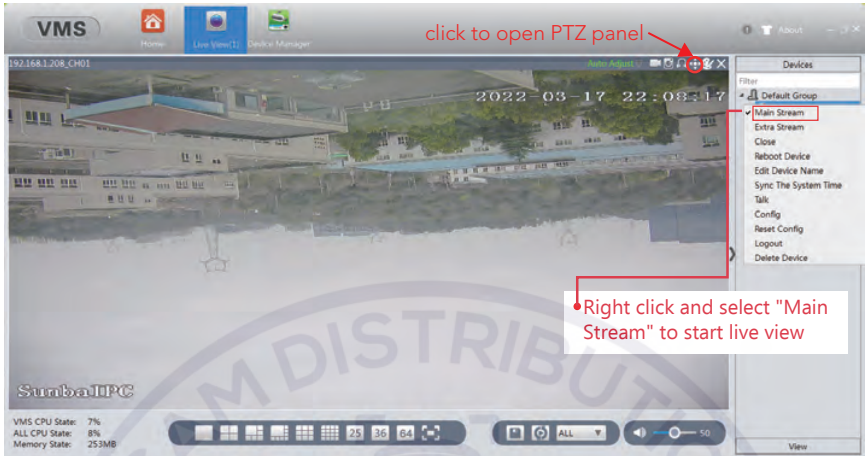 click to open PTZ panel
VMS
Home
Live View(1)
Device Manager
About
192.168.1.208_CH01
Auto Adjust
Devices
Filter
2022-03-17 22:08:17
Default Group
Main Stream
Extra Stream
Close
Reboot Device
Edit Device Name
Sync The System Time
Talk
Config
Reset Config
Logout
Delete Device
Right click and select "Main
Stream" to start live view
AM DISTRIBUTI
SunbaIPC
VMS CPU State: 7%
ALL CPU State: 8%
Memory State: 253MB
25 36 64
ALL
50
View